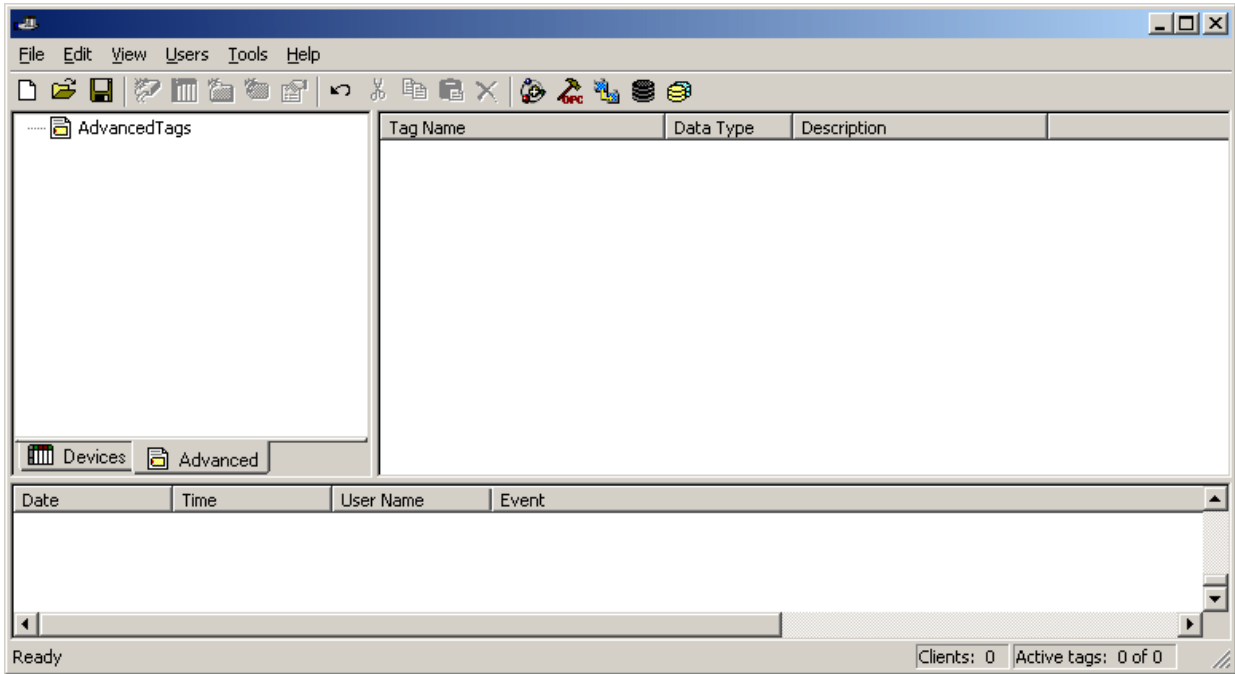 File Edit View Users Tools Help
OPC
AdvancedTags
Tag Name Data Type Description
Devices Advanced
Date Time User Name Event
Ready Clients: 0 Active tags: 0 of 0